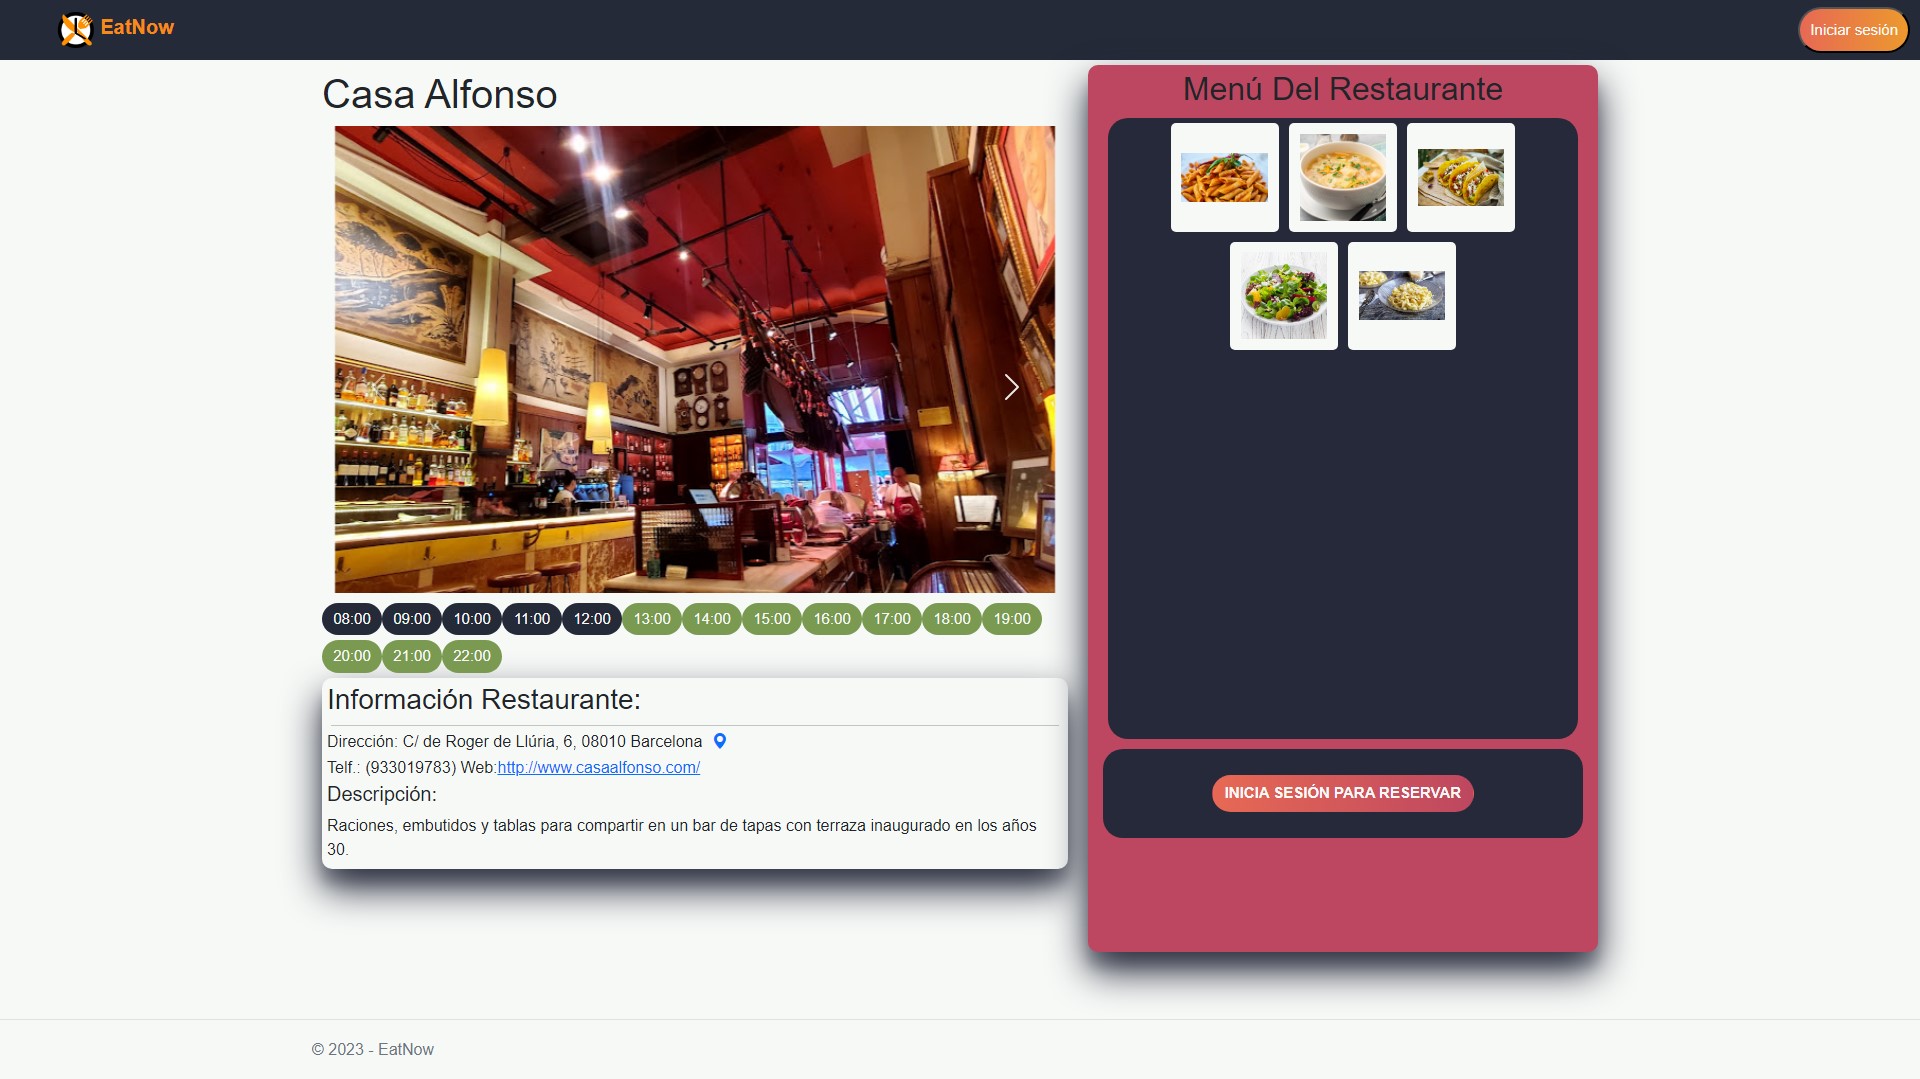 EatNow
Iniciar sesión
Casa Alfonso
08:00 09:00 10:00 11:00 12:00 13:00 14:00 15:00 16:00 17:00 18:00 19:00
20:00 21:00 22:00
Información Restaurante:
Dirección: C/ de Roger de Llúria, 6, 08010 Barcelona
Telf.: (933019783) Web:http://www.casaalfonso.com/
Descripción:
Raciones, embutidos y tablas para compartir en un bar de tapas con terraza inaugurado en los años
30.
Menú Del Restaurante
INICIA SESIÓN PARA RESERVAR
© 2023 - EatNow